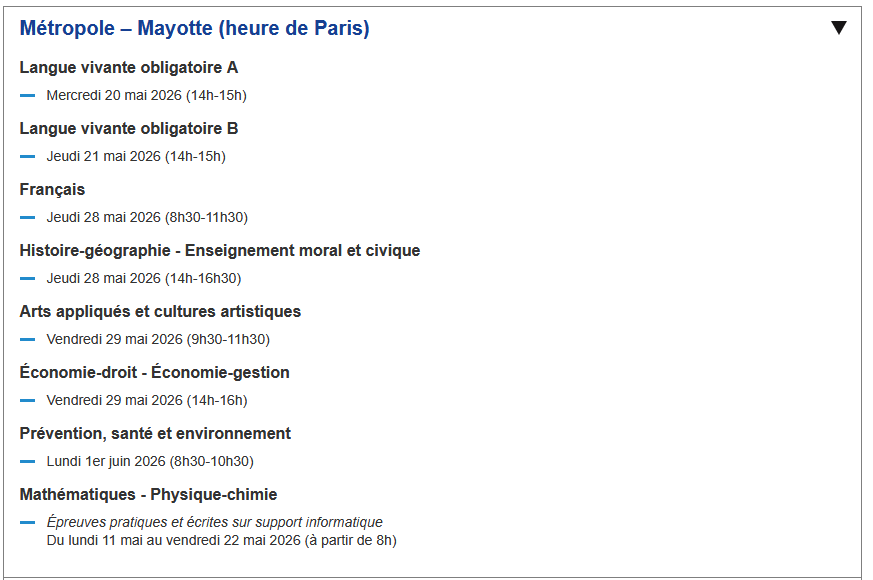 Métropole – Mayotte (heure de Paris)
Langue vivante obligatoire A
Mercredi 20 mai 2026 (14h-15h)
Langue vivante obligatoire B
Jeudi 21 mai 2026 (14h-15h)
Français
Jeudi 28 mai 2026 (8h30-11h30)
Histoire-géographie - Enseignement moral et civique
Jeudi 28 mai 2026 (14h-16h30)
Arts appliqués et cultures artistiques
Vendredi 29 mai 2026 (9h30-11h30)
Économie-droit - Économie-gestion
Vendredi 29 mai 2026 (14h-16h)
Prévention, santé et environnement
Lundi 1er juin 2026 (8h30-10h30)
Mathématiques - Physique-chimie
Épreuves pratiques et écrites sur support informatique
Du lundi 11 mai au vendredi 22 mai 2026 (à partir de 8h)